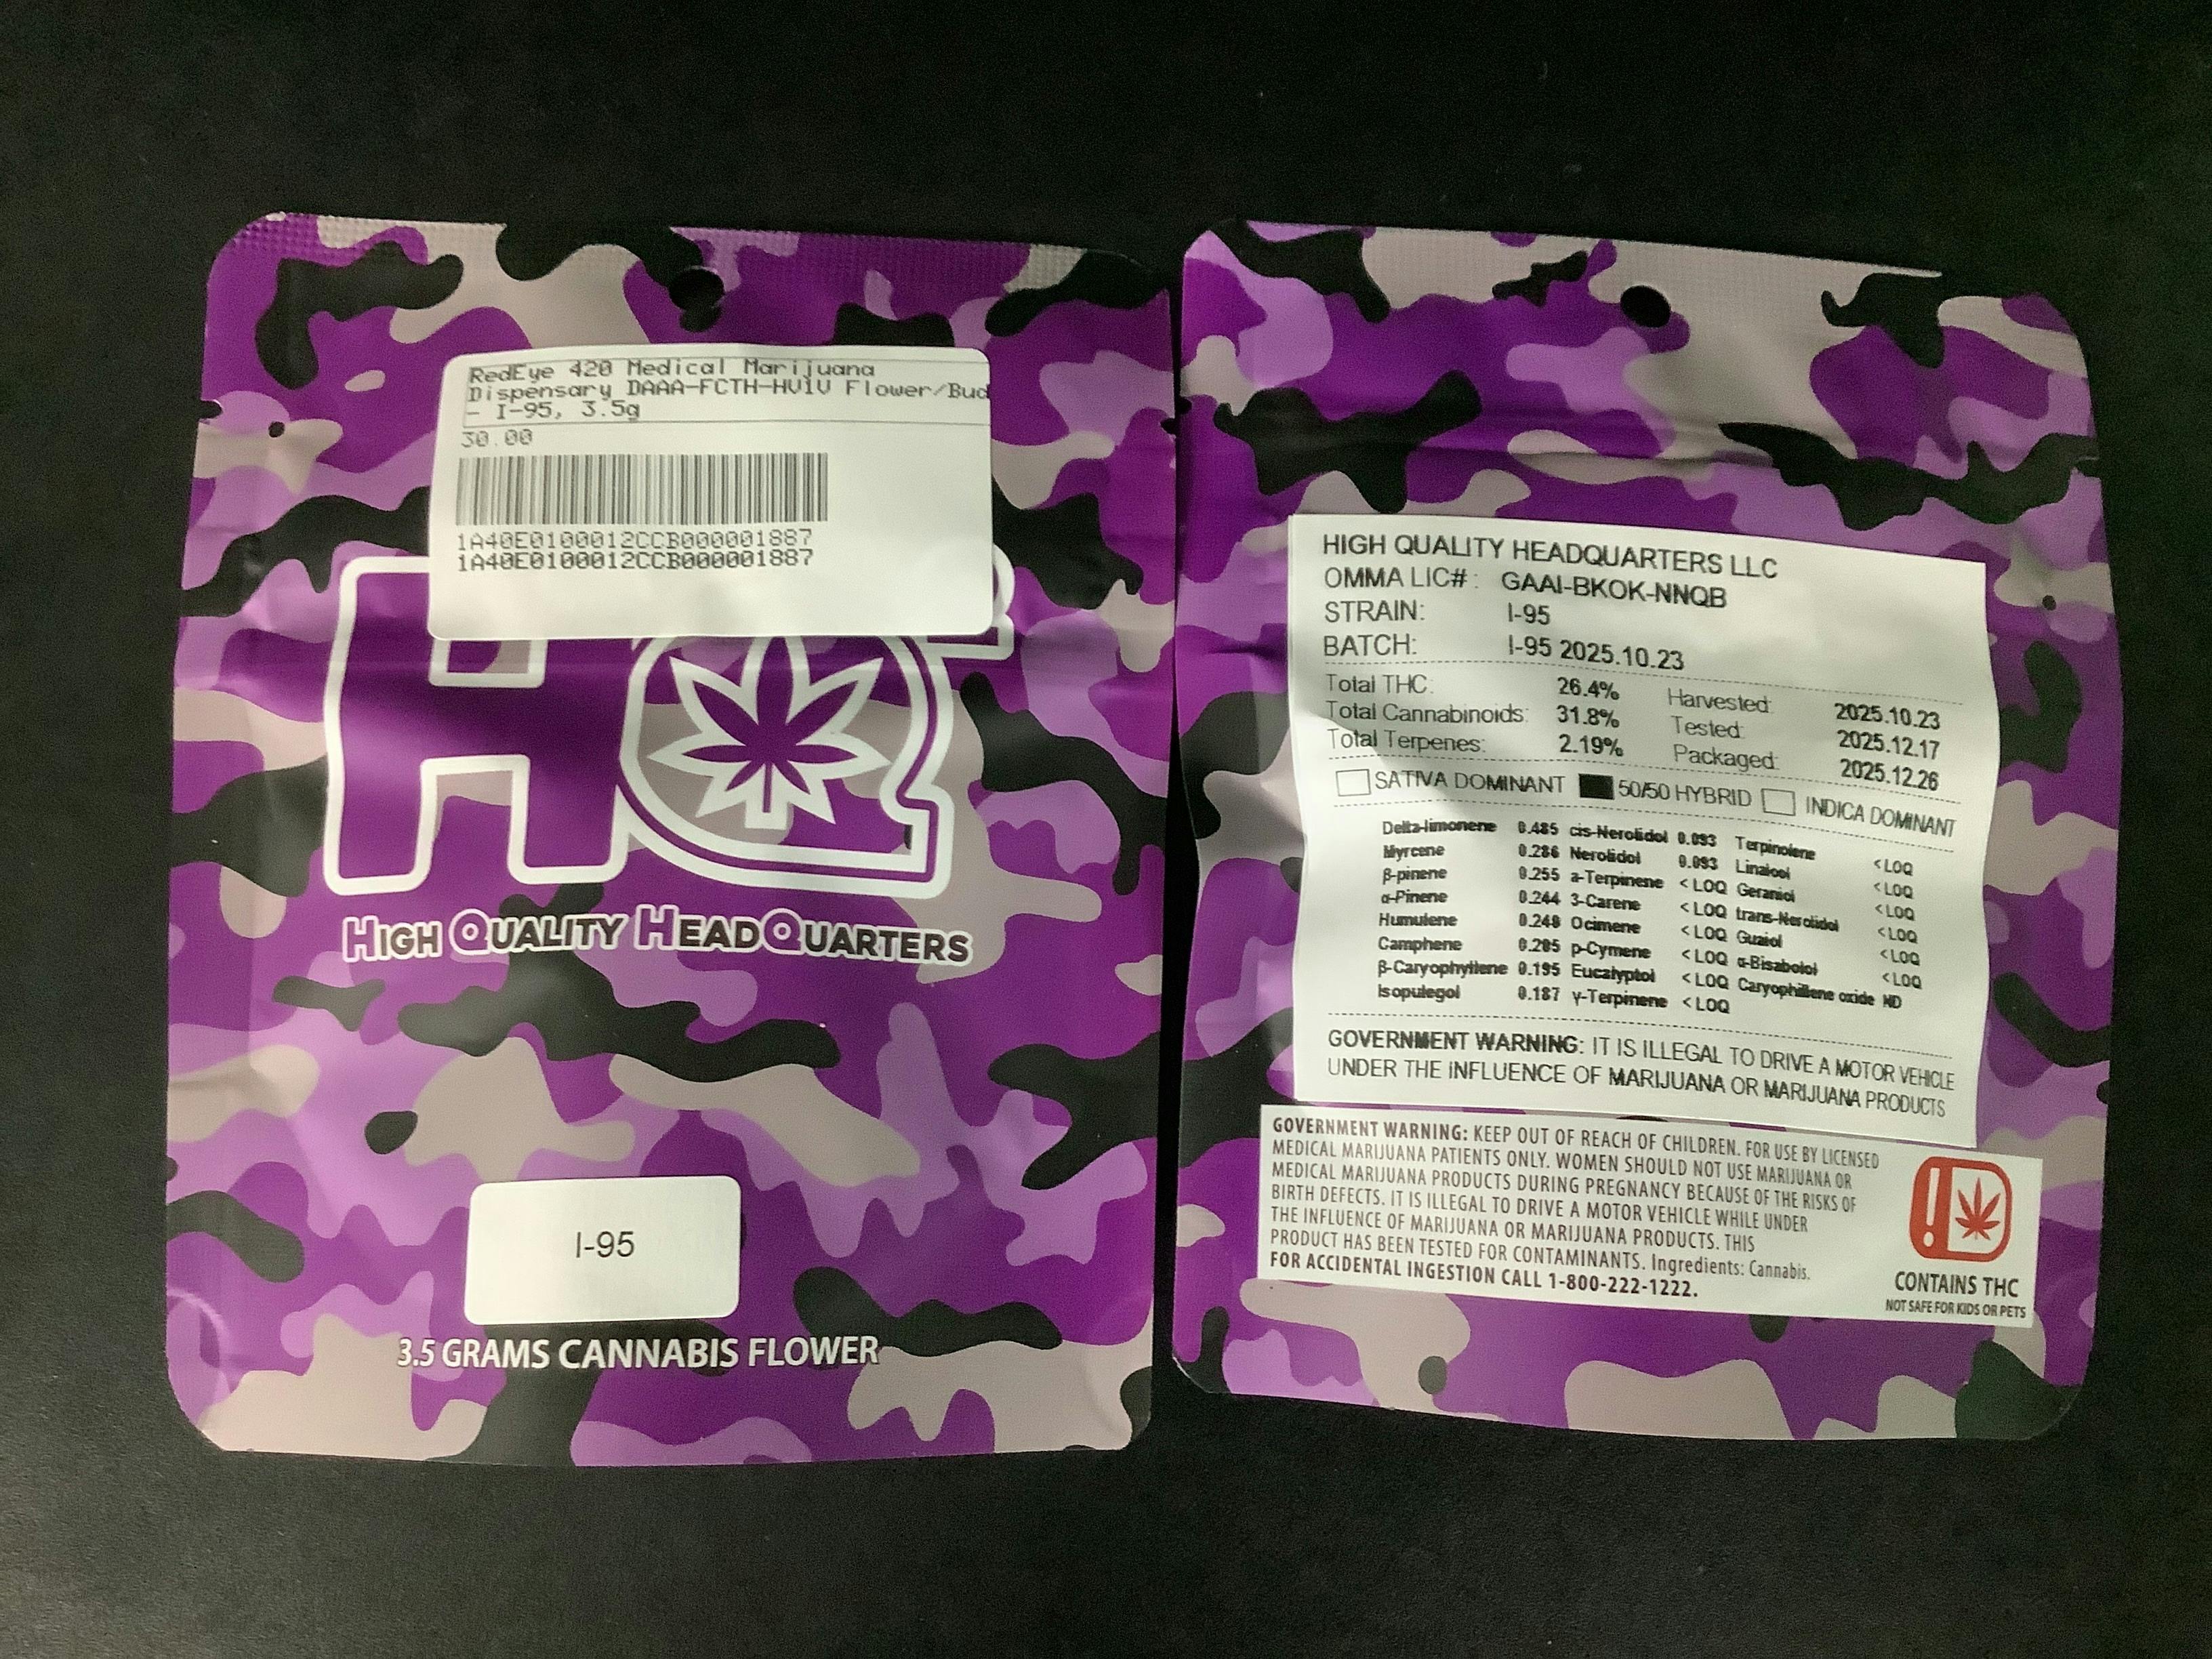 RedEye 420 Medical Marijuana
Dispensary DAAA-FCTH-HV1V Flower/Bud
- I-95, 3.5g
30.00
1A40E0100012CCB000001887
1A40E0100012CCB000001887
HQ
HIGH QUALITY HEADQUARTERS
I-95
3.5 GRAMS CANNABIS FLOWER
HIGH QUALITY HEADQUARTERS LLC
OMMA LIC# : GAAI-BKOK-NNQB
STRAIN: I-95
BATCH: I-95 2025.10.23
Total THC: 26.4% Harvested: 2025.10.23
Total Cannabinoids: 31.8% Tested: 2025.12.17
Total Terpenes: 2.19% Packaged: 2025.12.26
SATIVA DOMINANT 50/50 HYBRID INDICA DOMINANT
Delta-limonene 0.485 cis-Nerolidol 0.093 Terpinolene <LOQ
Myrcene 0.286 Nerolidol 0.093 Linalool <LOQ
β-pinene 0.255 a-Terpinene <LOQ Geraniol <LOQ
α-Pinene 0.244 3-Carene <LOQ trans-Nerolidol <LOQ
Humulene 0.240 Ocimene <LOQ Guaiol <LOQ
Camphene 0.205 p-Cymene <LOQ α-Bisabolol <LOQ
β-Caryophyllene 0.195 Eucalyptol <LOQ Caryophillene oxide ND
Isopulegol 0.187 γ-Terpinene <LOQ
GOVERNMENT WARNING: IT IS ILLEGAL TO DRIVE A MOTOR VEHICLE
UNDER THE INFLUENCE OF MARIJUANA OR MARIJUANA PRODUCTS
GOVERNMENT WARNING: KEEP OUT OF REACH OF CHILDREN. FOR USE BY LICENSED
MEDICAL MARIJUANA PATIENTS ONLY. WOMEN SHOULD NOT USE MARIJUANA OR
MEDICAL MARIJUANA PRODUCTS DURING PREGNANCY BECAUSE OF THE RISKS OF
BIRTH DEFECTS. IT IS ILLEGAL TO DRIVE A MOTOR VEHICLE WHILE UNDER
THE INFLUENCE OF MARIJUANA OR MARIJUANA PRODUCTS. THIS
PRODUCT HAS BEEN TESTED FOR CONTAMINANTS. Ingredients: Cannabis.
FOR ACCIDENTAL INGESTION CALL 1-800-222-1222.
CONTAINS THC
NOT SAFE FOR KIDS OR PETS